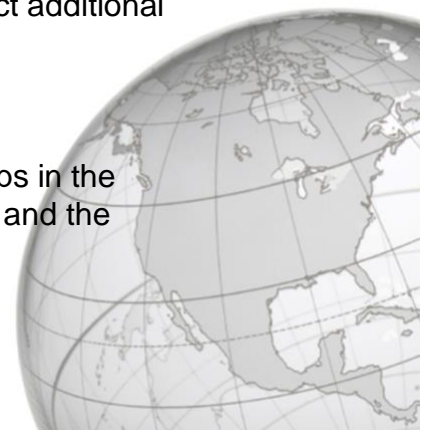 ct additional
ps in the
and the